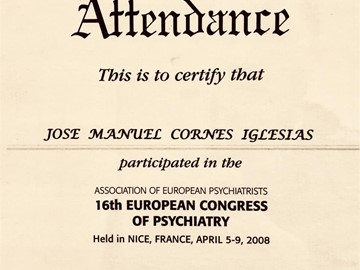 Attendance
This is to certify that
JOSE MANUEL CORNES IGLESIAS
participated in the
ASSOCIATION OF EUROPEAN PSYCHIATRISTS
16th EUROPEAN CONGRESS
OF PSYCHIATRY
Held in NICE, FRANCE, APRIL 5-9, 2008